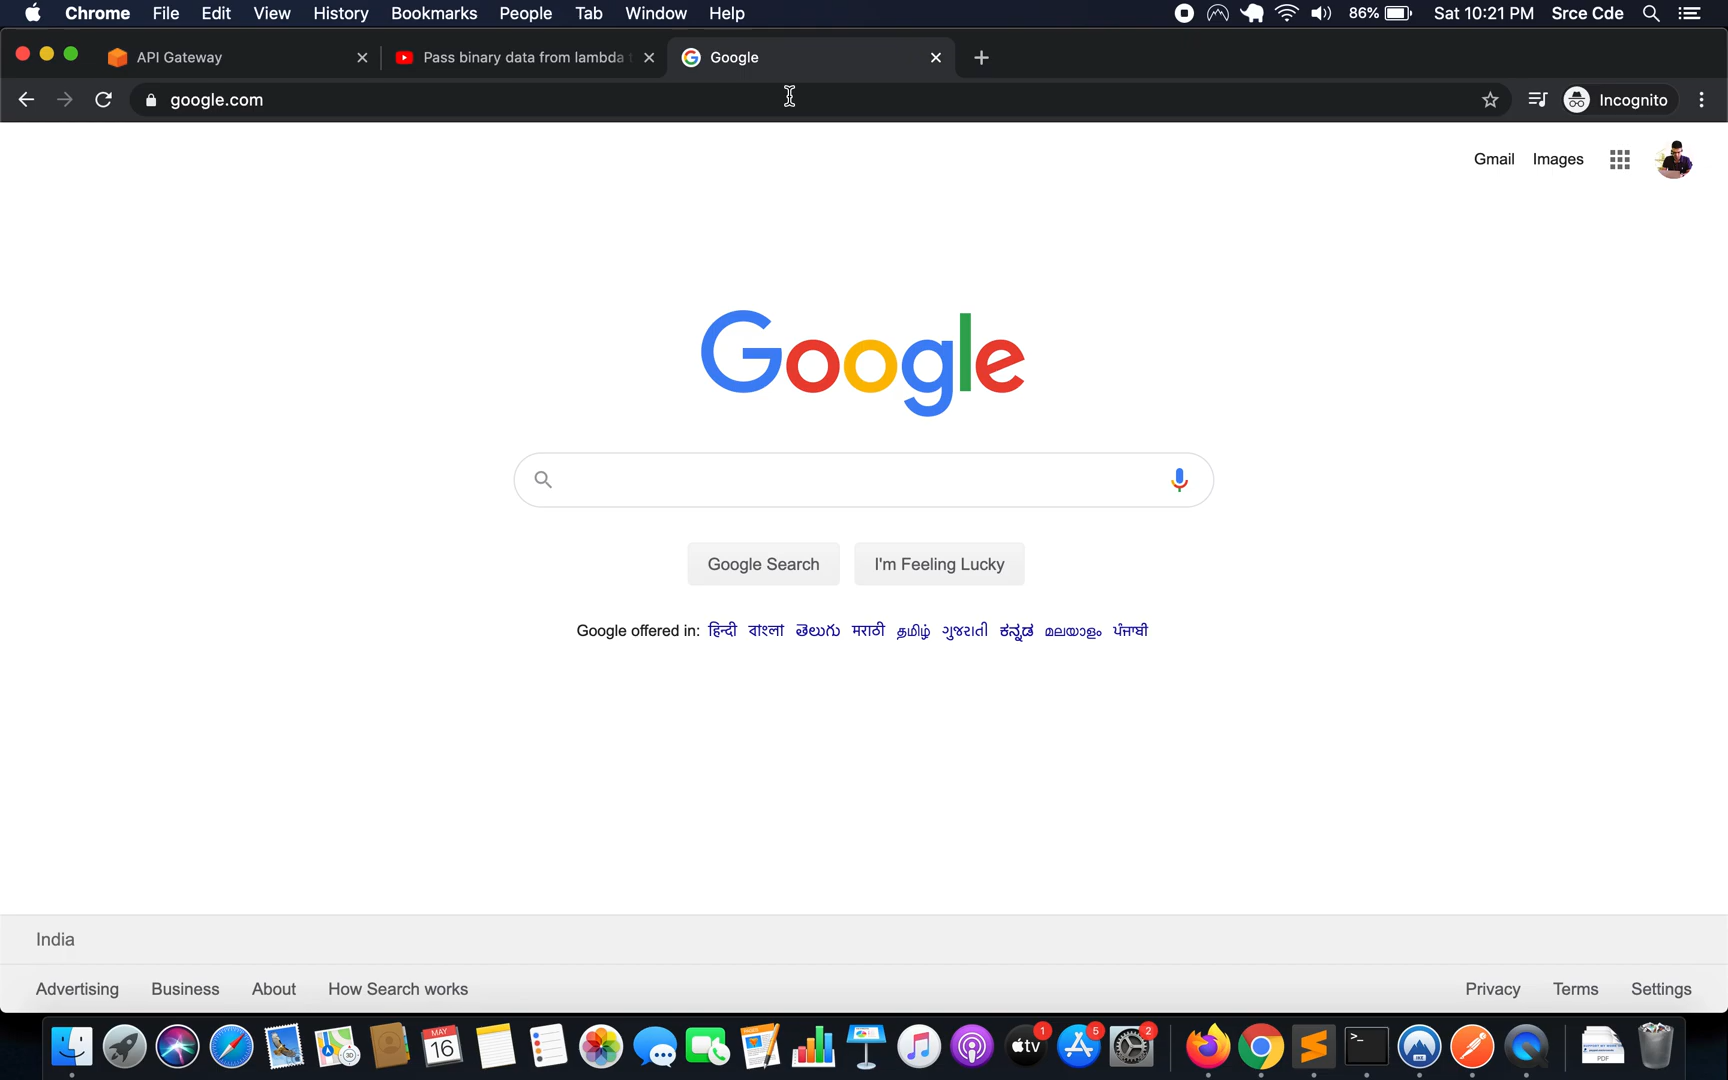 Chrome File Edit View History Bookmarks People Tab Window Help 86% Sat 10:21 PM Srce Cde
API Gateway Pass binary data from lambda Google
google.com Incognito
Gmail Images
Google
Google Search I'm Feeling Lucky
Google offered in: हिन्दी বাংলা తెలుగు मराठी தமிழ் ગુજરાતી ಕನ್ನಡ മലയാളം ਪੰਜਾਬੀ
India
Advertising Business About How Search works Privacy Terms Settings
MAY 16 3D tv 1 5 2 >_ PDF